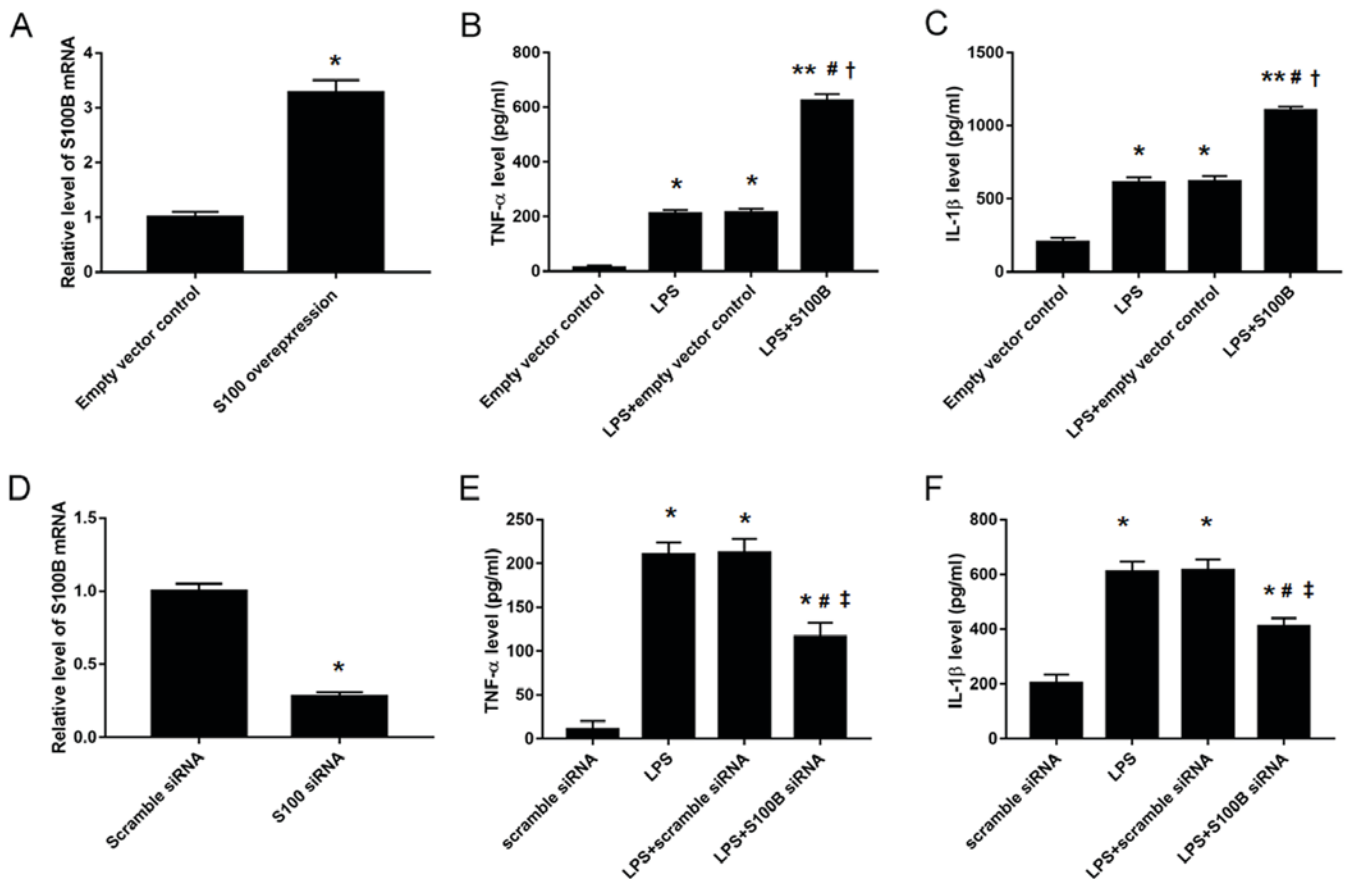 A
Relative level of S100B mRNA
4
3
2
1
0
*
Empty vector control
S100 overepxression
B
TNF-α level (pg/ml)
800
600
400
200
0
*
*
** # †
Empty vector control
LPS
LPS+empty vector control
LPS+S100B
C
IL-1β level (pg/ml)
1500
1000
500
0
*
*
** # †
Empty vector control
LPS
LPS+empty vector control
LPS+S100B
D
Relative level of S100B mRNA
1.5
1.0
0.5
0.0
*
Scramble siRNA
S100 siRNA
E
TNF-α level (pg/ml)
250
200
150
100
50
0
*
*
* # ‡
scramble siRNA
LPS
LPS+scramble siRNA
LPS+S100B siRNA
F
IL-1β level (pg/ml)
800
600
400
200
0
*
*
* # ‡
scramble siRNA
LPS
LPS+scramble siRNA
LPS+S100B siRNA